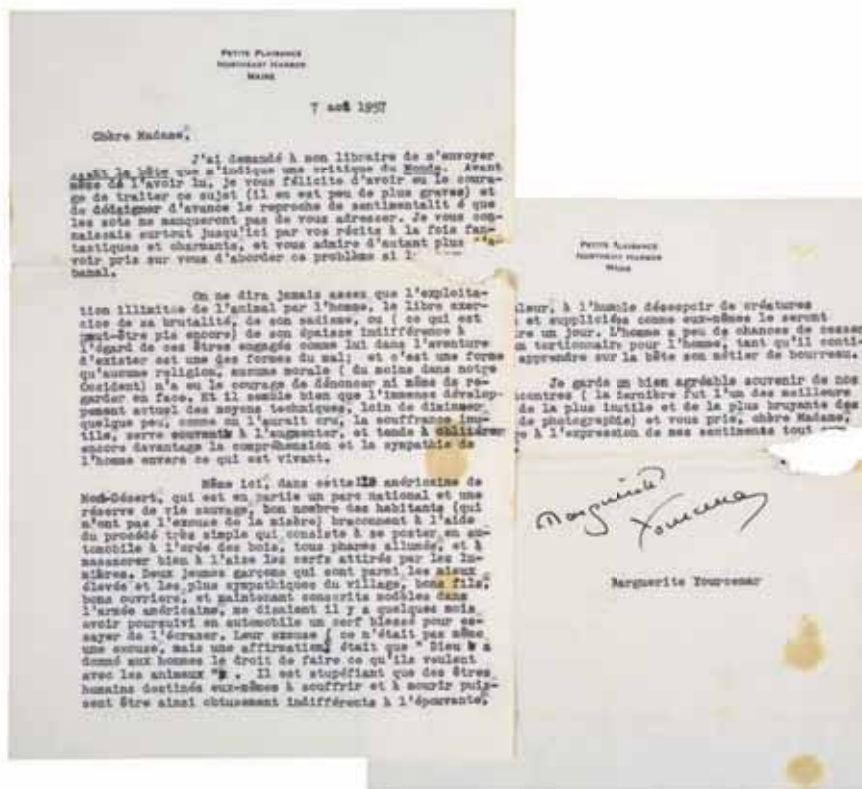 PETITE PLAISANCE
NORTHEAST HARBOR
MAINE
7 août 1957
Chère Madame,
J'ai demandé à mon libraire de m'envoyer
la bête que m'indique une critique du Monde. Avant
même de l'avoir lu, je vous félicite d'avoir eu le coura-
ge de traiter ce sujet (il en est peu de plus graves) et
de dédaigner d'avance le reproche de sentimentalit é que
les sots ne manqueront pas de vous adresser. Je vous con-
naissais surtout jusqu'ici par vos récits à la fois fan-
tastiques et charmants, et vous admire d'autant plus
voir pris sur vous d'aborder ce problème si
banal.
On ne dira jamais assez que l'exploita-
tion illimitée de l'animal par l'homme, le libre exer-
cice de sa brutalité, de son sadisme, ou ( ce qui est
peut-être pis encore) de son épaisse indifférence à
l'égard de ces êtres engagés comme lui dans l'aventure
d'exister est une des formes du mal; et c'est une forme
qu'aucune religion, aucune morale ( du moins dans notre
Occident) n'a eu le courage de dénoncer ni même de re-
garder en face. Et il semble bien que l'immense dévelop-
pement actuel des moyens techniques, loin de diminuer
quelque peu, comme on l'aurait cru, la souffrance inu-
tile, serve souvent à l'augmenter, et tende à oblitérer
encore davantage la compréhension et la sympathie de
l'homme envers ce qui est vivant.
Même ici, dans cette île américaine de
Mont-Désert, qui est en partie un parc national et une
réserve de vie sauvage, bon nombre des habitants (qui
n'ont pas l'excuse de la misère) braconnent à l'aide
du procédé très simple qui consiste à se poster en au-
tomobile à l'orée des bois, tous phares allumés, et à
massacrer bien à l'aise les cerfs attirés par les lu-
mières. Deux jeunes garçons qui sont parmi les mieux
élevés et les plus sympathiques du village, bons fils,
bons ouvriers, et maintenant conscrits modèles dans
l'armée américaine, me disaient il y a quelques mois
avoir poursuivi en automobile un cerf blessé pour es-
sayer de l'écraser. Leur excuse ( ce n'était pas même
une excuse, mais une affirmation) était que " Dieu a
donné aux hommes le droit de faire ce qu'ils veulent
avec les animaux ". Il est stupéfiant que des êtres
humains destinés eux-mêmes à souffrir et à mourir puis-
sent être ainsi obtusement indifférents à l'épouvante,
PETITE PLAISANCE
NORTHEAST HARBOR
MAINE
leur, à l'humble désespoir de créatures
et suppliciées comme eux-mêmes le seront
re un jour. L'homme a peu de chances de cesser
n tortionnaire pour l'homme, tant qu'il conti-
apprendre sur la bête son métier de bourreau.
Je garde un bien agréable souvenir de nos
contres ( la dernière fut l'un des meilleurs
de la plus inutile et de la plus bruyante des
de photographie) et vous prie, chère Madame,
e à l'expression de mes sentiments tout
Marguerite
Yourcenar
Marguerite Yourcenar